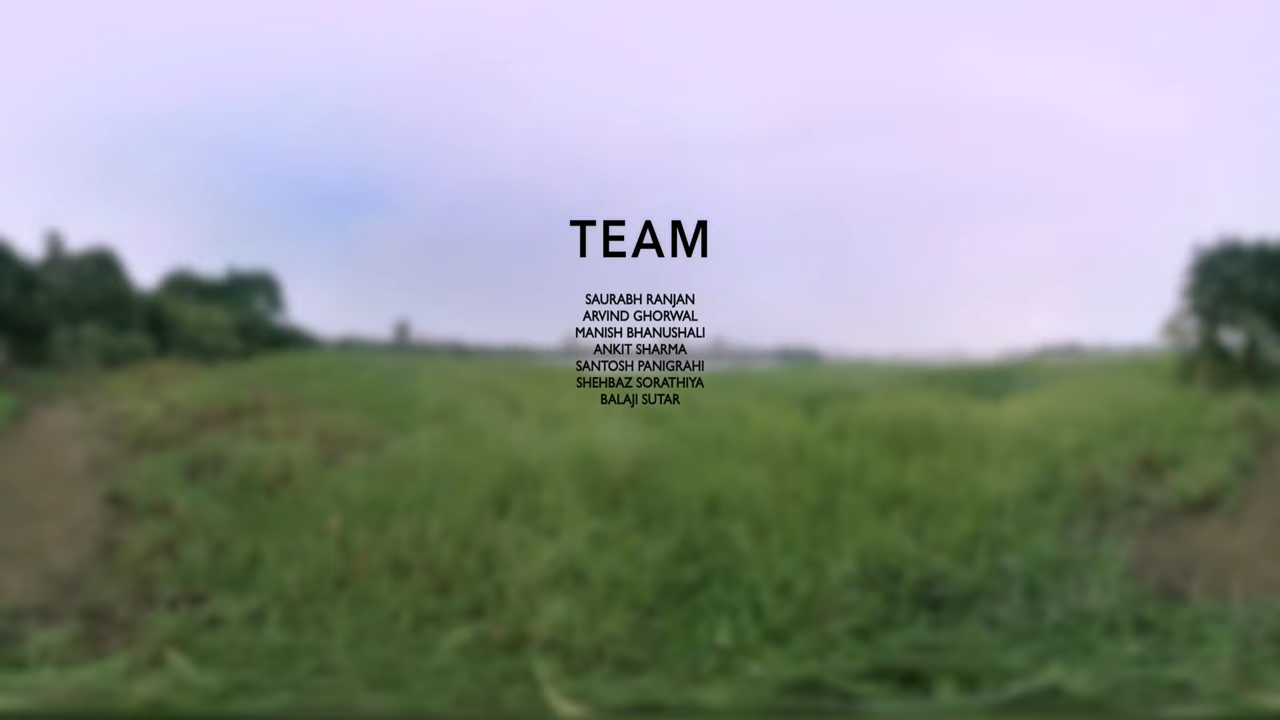 TEAM
SAURABH RANJAN
ARVIND GHORWAL
MANISH BHANUSHALI
ANKIT SHARMA
SANTOSH PANIGRAHI
SHEHBAZ SORATHIYA
BALAJI SUTAR